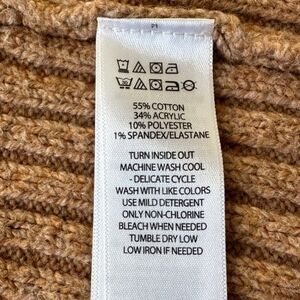 55% COTTON
34% ACRYLIC
10% POLYESTER
1% SPANDEX/ELASTANE
TURN INSIDE OUT
MACHINE WASH COOL
- DELICATE CYCLE
WASH WITH LIKE COLORS
USE MILD DETERGENT
ONLY NON-CHLORINE
BLEACH WHEN NEEDED
TUMBLE DRY LOW
LOW IRON IF NEEDED